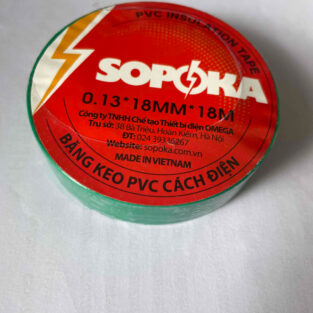 PVC INSULATION TAPE
SOPOKA
0.13*18MM*18M
Công ty TNHH Chế tạo Thiết bị điện OMEGA
Trụ sở: 38 Bà Triệu, Hoàn Kiếm, Hà Nội
ĐT: 024 39336267
Website: sopoka.com.vn
MADE IN VIETNAM
BĂNG KEO PVC CÁCH ĐIỆN